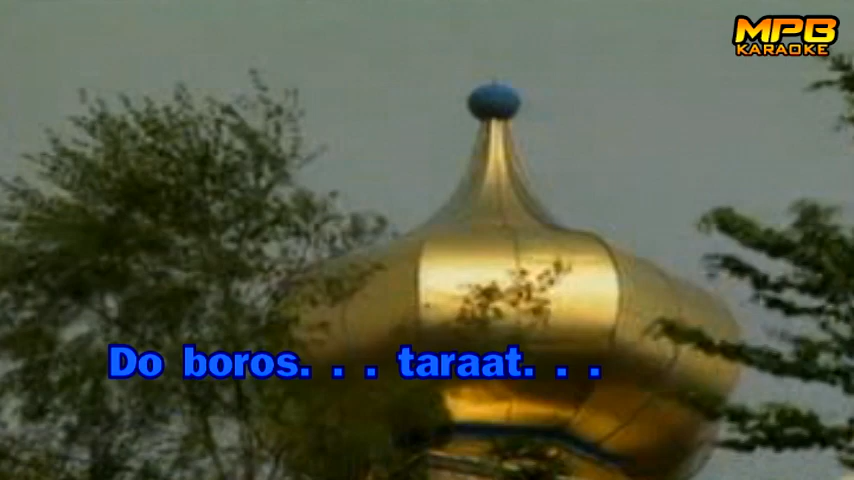 MPB
KARAOKE
Do boros. . . taraat. . .